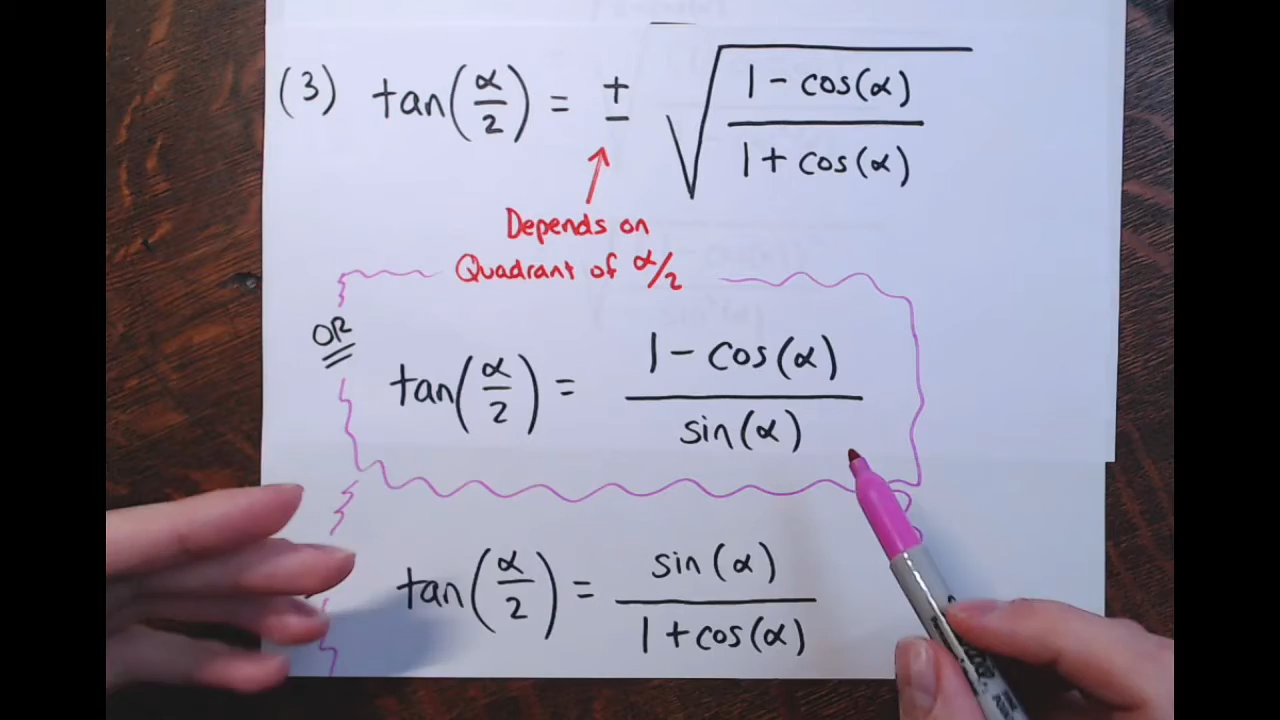 (3) tan(α/2) = ± √((1 - cos(α))/(1 + cos(α)))
Depends on
Quadrant of α/2
OR
tan(α/2) = (1 - cos(α))/(sin(α))
tan(α/2) = (sin(α))/(1 + cos(α))